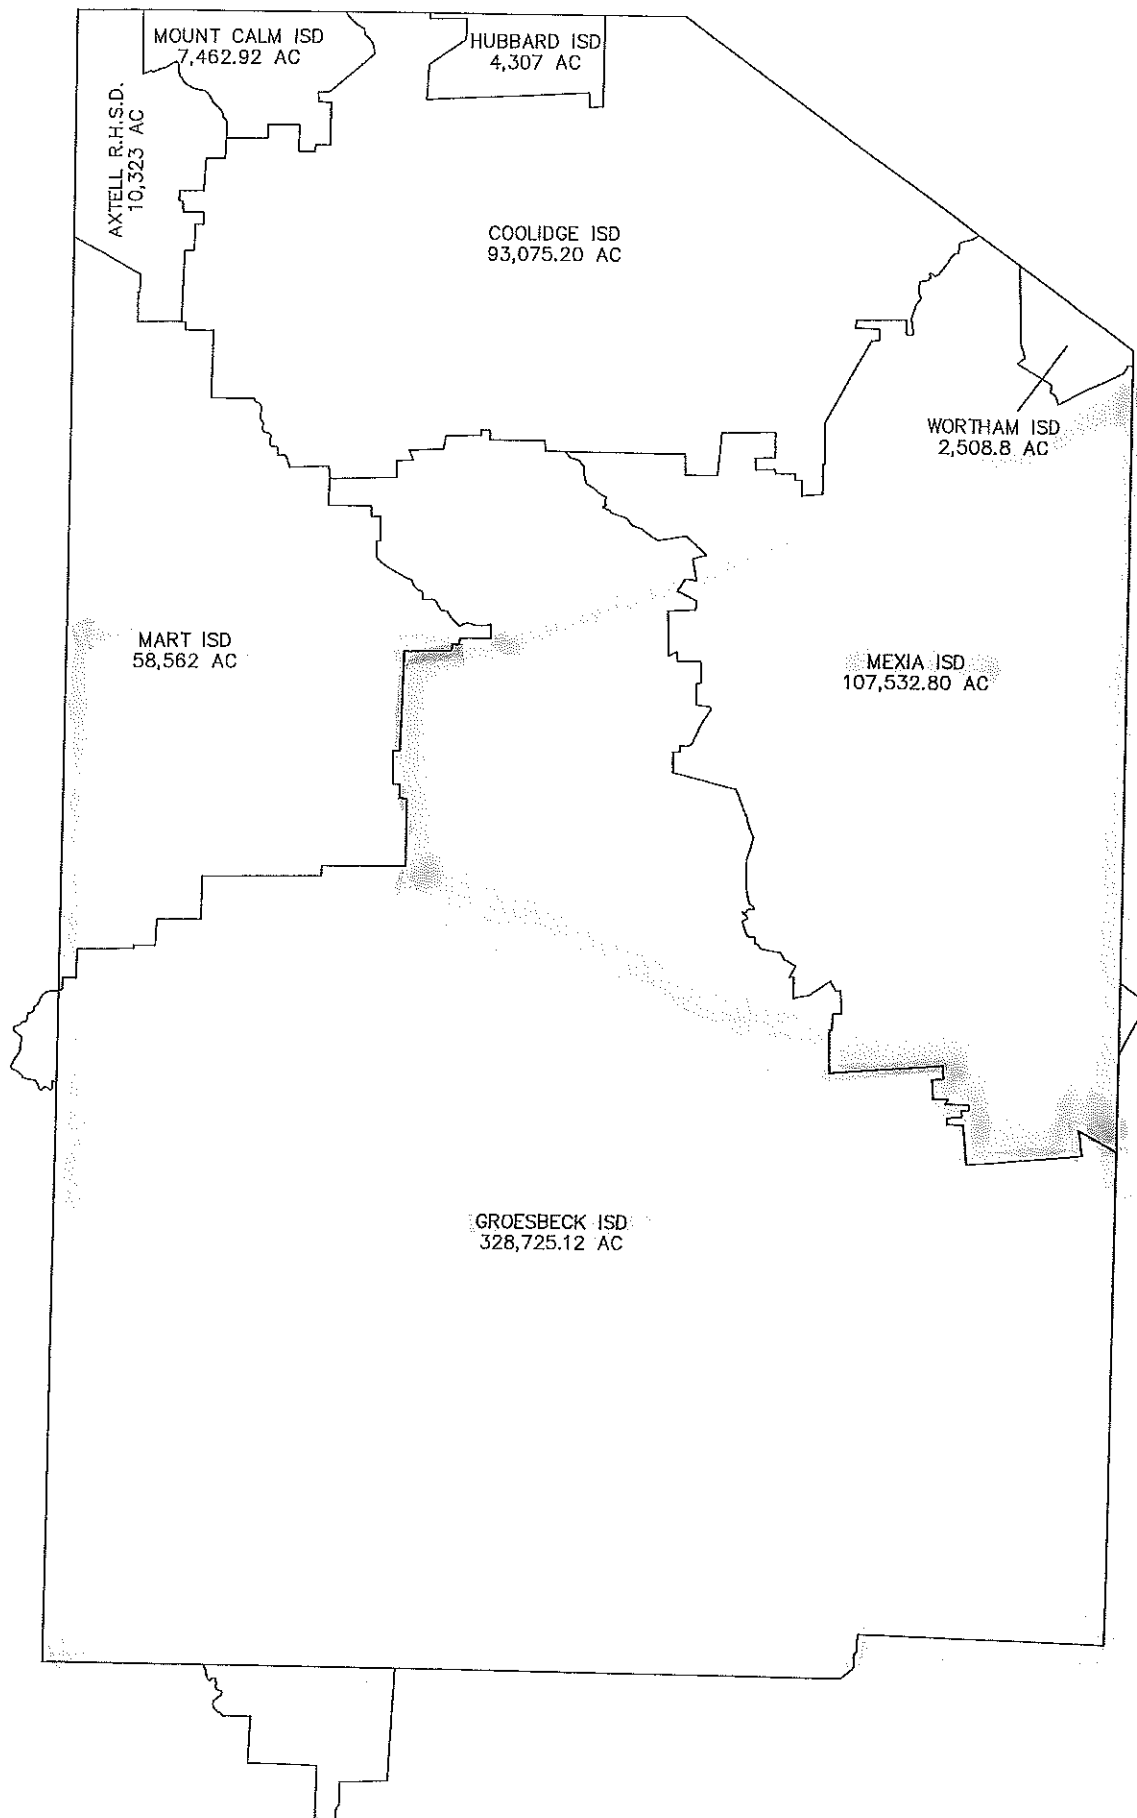 MOUNT CALM ISD
7,462.92 AC
HUBBARD ISD
4,307 AC
AXTELL R.H.S.D.
10,323 AC
COOLIDGE ISD
93,075.20 AC
WORTHAM ISD
2,508.8 AC
MART ISD
58,562 AC
MEXIA ISD
107,532.80 AC
GROESBECK ISD
328,725.12 AC